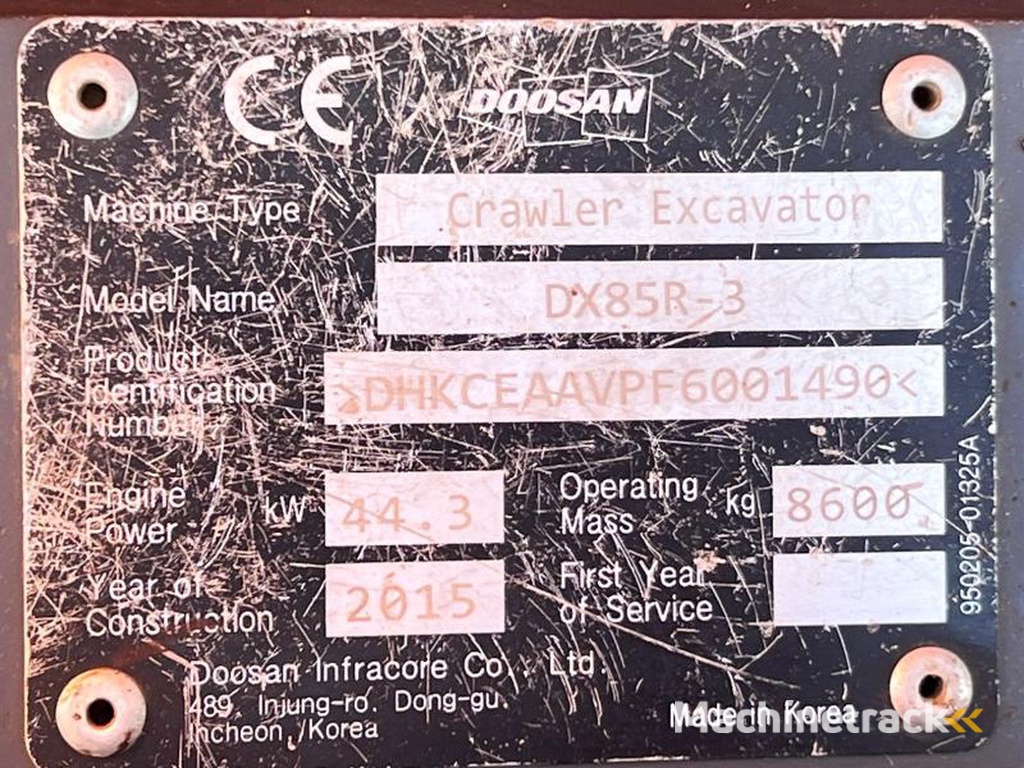 CE DOOSAN
Machine Type Crawler Excavator
Model Name DX85R-3
Product
Identification >DHKCEAAVPF6001490<
Number
Engine Power kW 44.3 Operating Mass kg 8600
Year of Construction 2015 First Year of Service
Doosan Infracore Co., Ltd.
489, Injung-ro, Dong-gu,
Incheon /Korea
Made in Korea
950205-01325A
Machinetrack